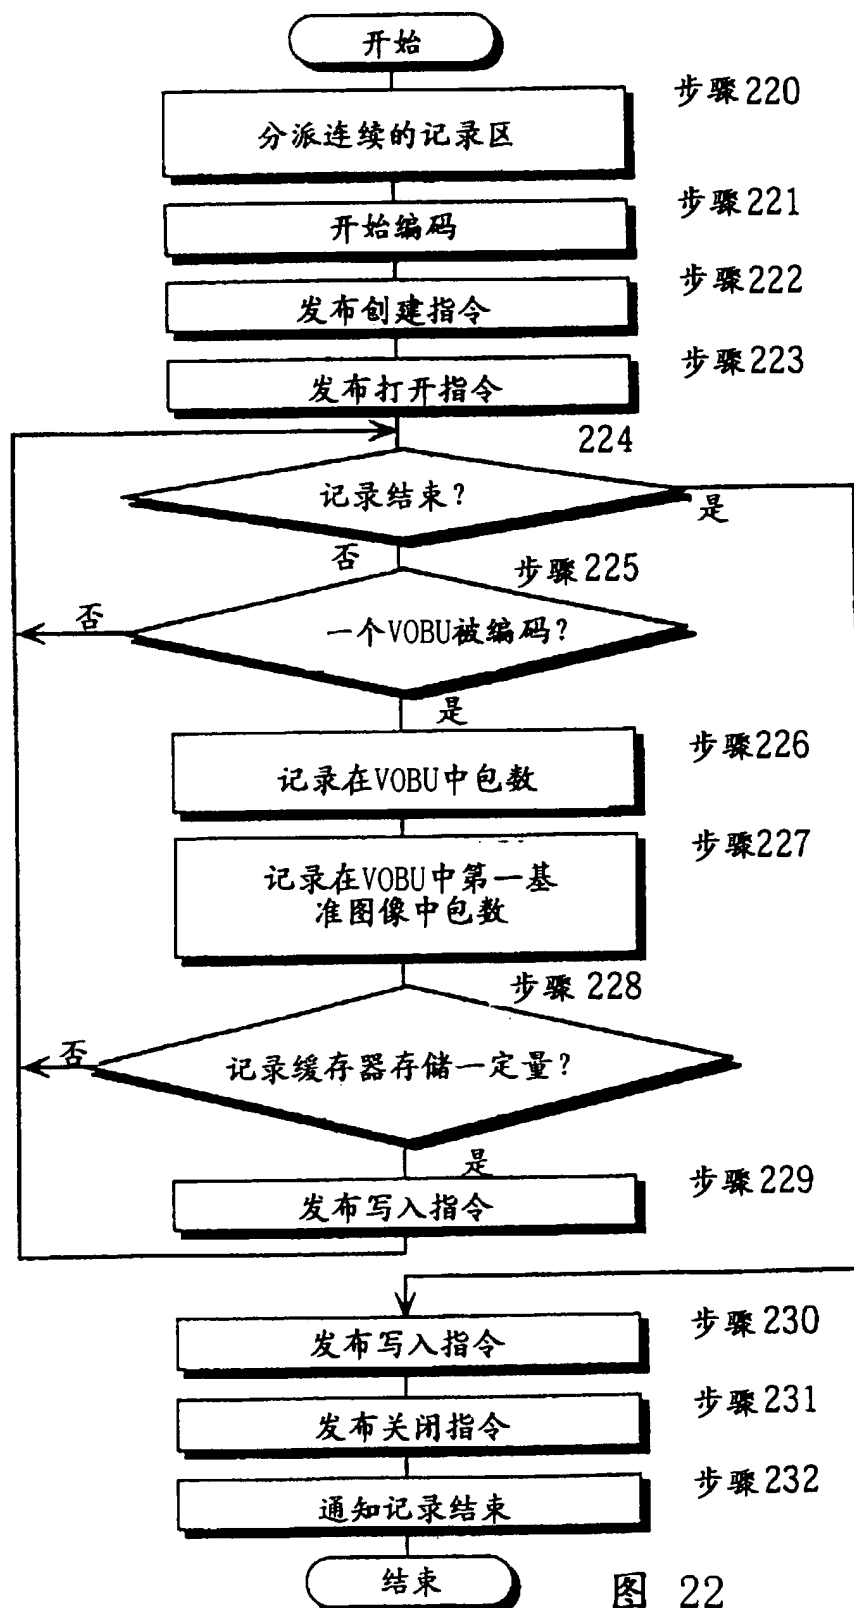 开始
步骤220
分派连续的记录区
步骤221
开始编码
步骤222
发布创建指令
步骤223
发布打开指令
224
记录结束?
是
否
步骤225
否
一个VOBU被编码?
是
步骤226
记录在VOBU中包数
步骤227
记录在VOBU中第一基
准图像中包数
步骤 228
否
记录缓存器存储一定量?
是
步骤229
发布写入指令
步骤230
发布写入指令
步骤231
发布关闭指令
步骤232
通知记录结束
结束
图 22